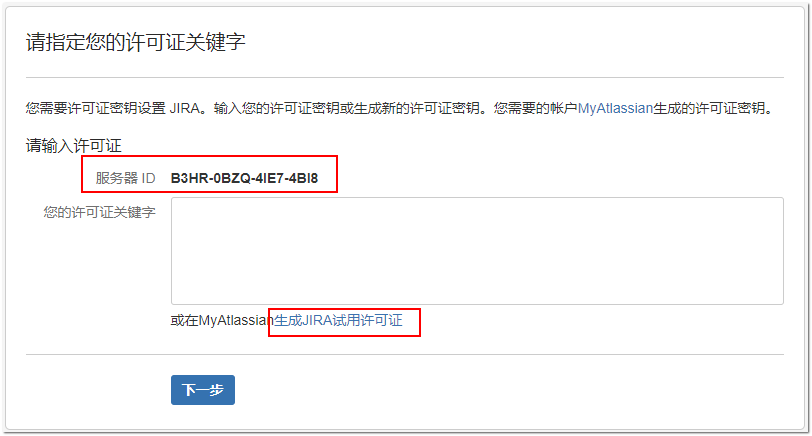 请指定您的许可证关键字
您需要许可证密钥设置 JIRA。输入您的许可证密钥或生成新的许可证密钥。您需要的帐户MyAtlassian生成的许可证密钥。
请输入许可证
服务器 ID B3HR-0BZQ-4IE7-4BI8
您的许可证关键字
或在MyAtlassian生成JIRA试用许可证
下一步